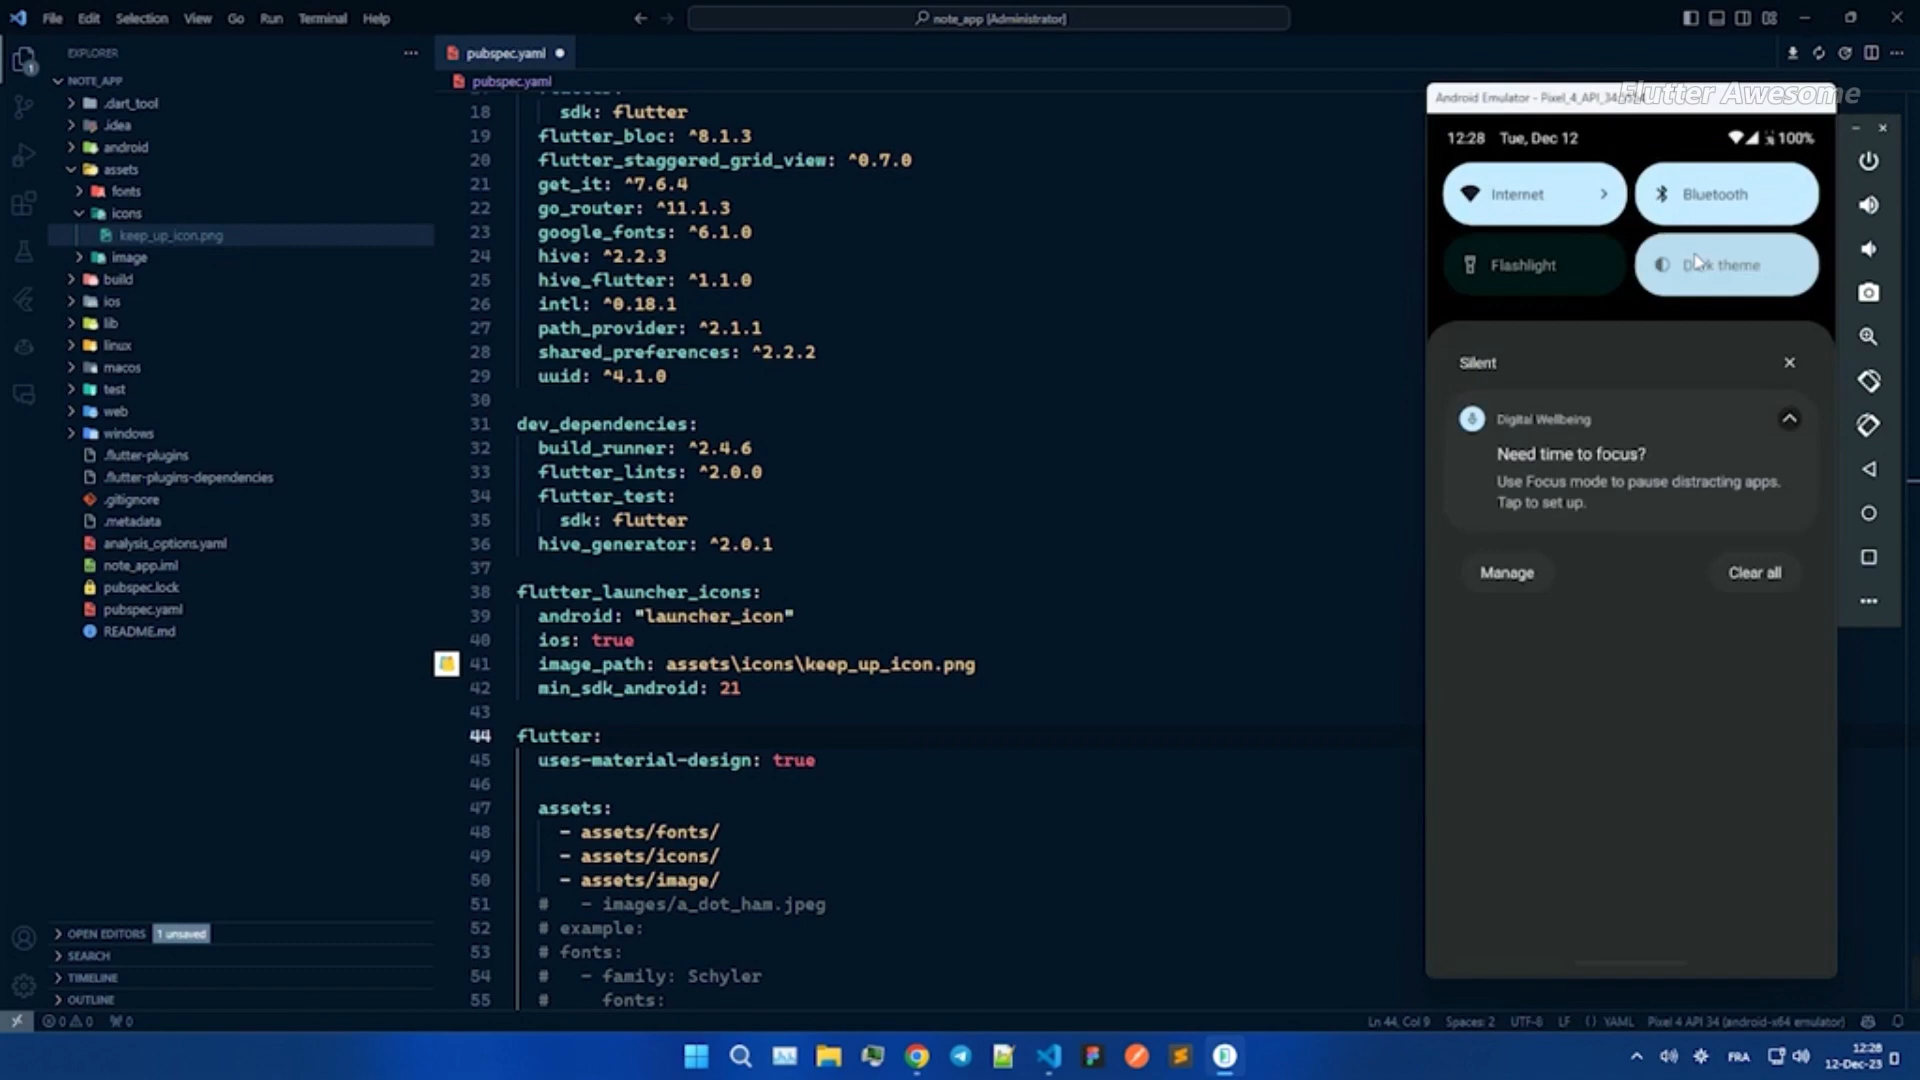 File Edit Selection View Go Run Terminal Help
note_app [Administrator]
EXPLORER
NOTE_APP
.dart_tool
.idea
android
assets
fonts
icons
keep_up_icon.png
image
build
ios
lib
linux
macos
test
web
windows
.flutter-plugins
.flutter-plugins-dependencies
.gitignore
.metadata
analysis_options.yaml
note_app.iml
pubspec.lock
pubspec.yaml
README.md
OPEN EDITORS 1 unsaved
SEARCH
TIMELINE
OUTLINE
pubspec.yaml
pubspec.yaml
18 sdk: flutter
19 flutter_bloc: ^8.1.3
20 flutter_staggered_grid_view: ^0.7.0
21 get_it: ^7.6.4
22 go_router: ^11.1.3
23 google_fonts: ^6.1.0
24 hive: ^2.2.3
25 hive_flutter: ^1.1.0
26 intl: ^0.18.1
27 path_provider: ^2.1.1
28 shared_preferences: ^2.2.2
29 uuid: ^4.1.0
30
31 dev_dependencies:
32 build_runner: ^2.4.6
33 flutter_lints: ^2.0.0
34 flutter_test:
35 sdk: flutter
36 hive_generator: ^2.0.1
37
38 flutter_launcher_icons:
39 android: "launcher_icon"
40 ios: true
41 image_path: assets\icons\keep_up_icon.png
42 min_sdk_android: 21
43
44 flutter:
45 uses-material-design: true
46
47 assets:
48 - assets/fonts/
49 - assets/icons/
50 - assets/image/
51 # - images/a_dot_ham.jpeg
52 # example:
53 # fonts:
54 # - family: Schyler
55 # fonts:
Flutter Awesome
Android Emulator - Pixel_4_API_34
12:28 Tue, Dec 12 100%
Internet
Bluetooth
Flashlight
Dark theme
Silent
Digital Wellbeing
Need time to focus?
Use Focus mode to pause distracting apps.
Tap to set up.
Manage
Clear all
0 0 0
Ln 44, Col 9 Spaces: 2 UTF-8 LF {} YAML Pixel 4 API 34 (android-x64 emulator)
FRA
12:28
12-Dec-23